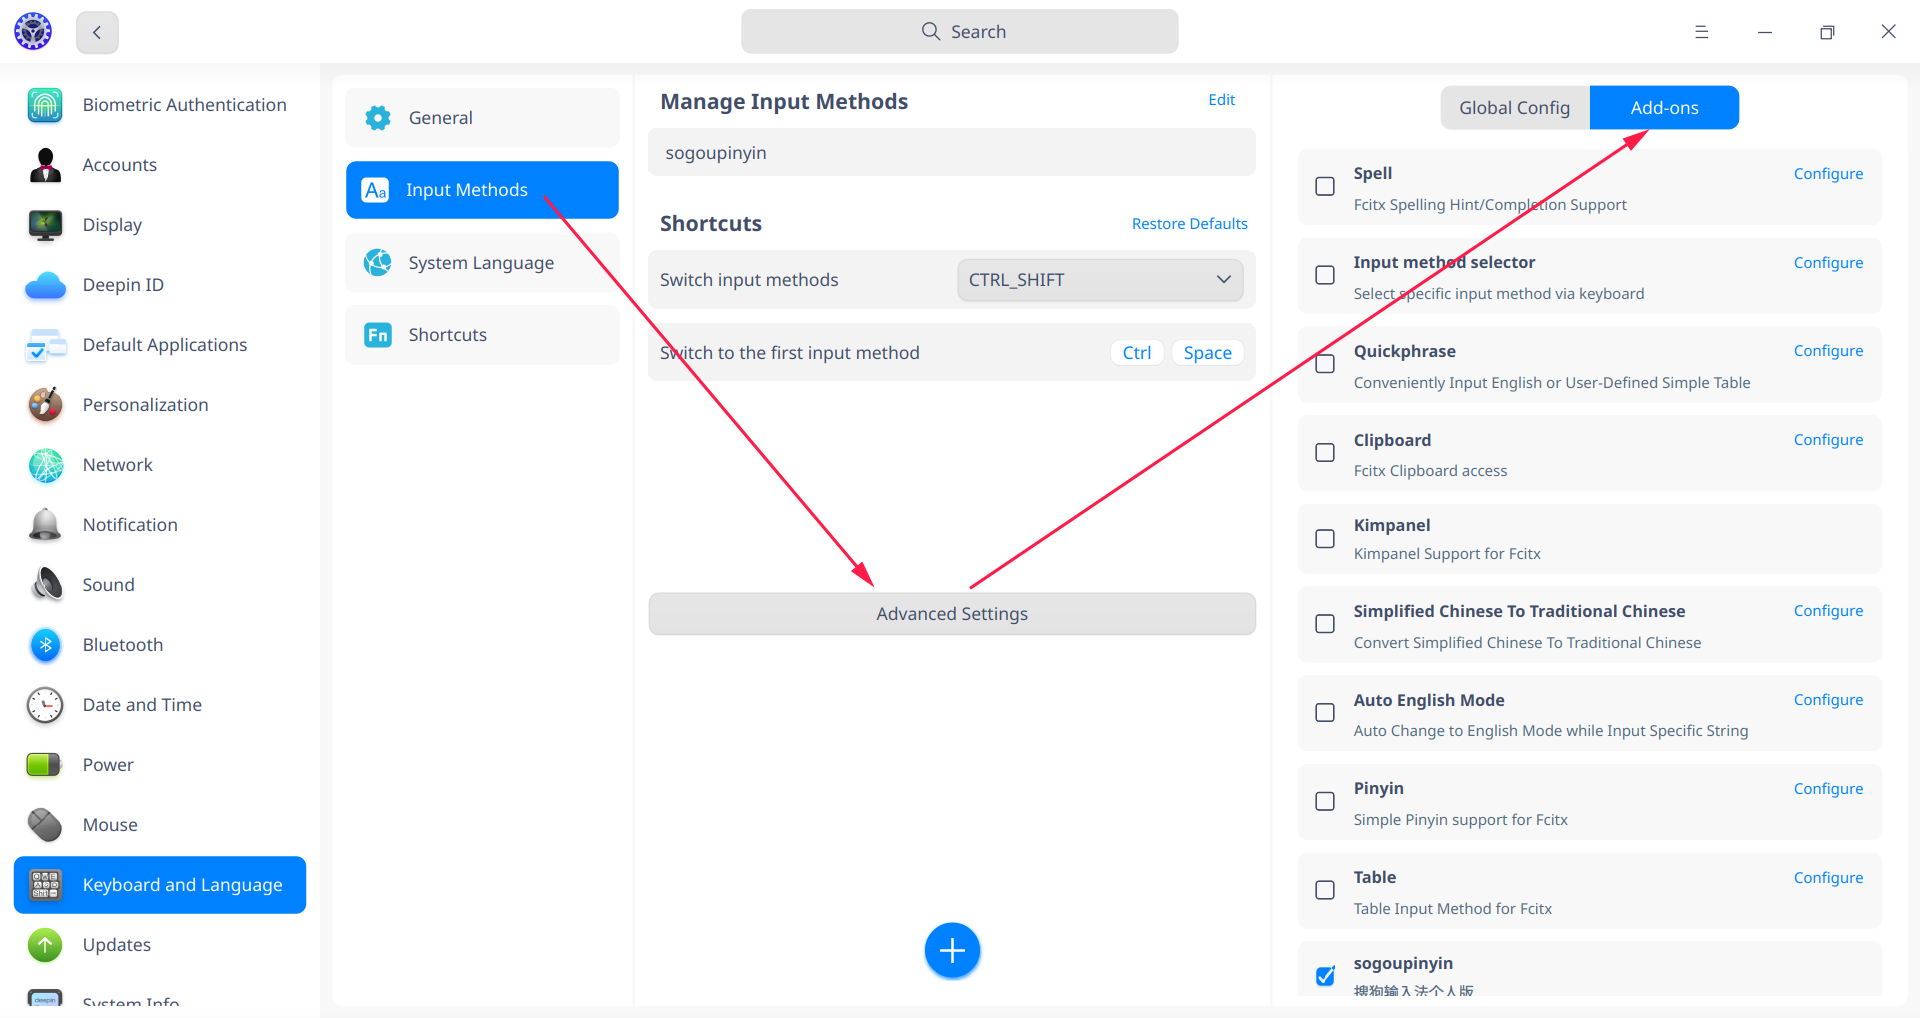 Search
Biometric Authentication
Accounts
Display
Deepin ID
Default Applications
Personalization
Network
Notification
Sound
Bluetooth
Date and Time
Power
Mouse
Keyboard and Language
Updates
System Info
deepin
General
Input Methods
System Language
Fn
Shortcuts
Manage Input Methods
Edit
sogoupinyin
Shortcuts
Restore Defaults
Switch input methods
CTRL_SHIFT
Switch to the first input method
Ctrl
Space
Advanced Settings
Global Config
Add-ons
Spell
Configure
Fcitx Spelling Hint/Completion Support
Input method selector
Configure
Select specific input method via keyboard
Quickphrase
Configure
Conveniently Input English or User-Defined Simple Table
Clipboard
Configure
Fcitx Clipboard access
Kimpanel
Kimpanel Support for Fcitx
Simplified Chinese To Traditional Chinese
Configure
Convert Simplified Chinese To Traditional Chinese
Auto English Mode
Configure
Auto Change to English Mode while Input Specific String
Pinyin
Configure
Simple Pinyin support for Fcitx
Table
Configure
Table Input Method for Fcitx
sogoupinyin
搜狗输入法个人版